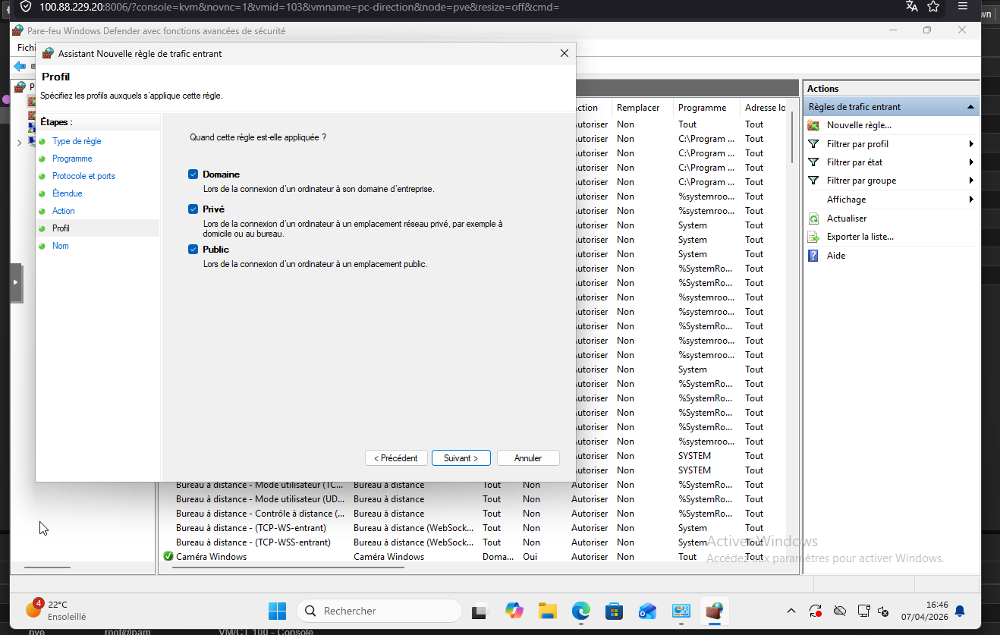 100.88.229.20:8006/?console=kvm&novnc=1&vmid=103&vmname=pc-direction&node=pve&resize=off&cmd=
Pare-feu Windows Defender avec fonctions avancées de sécurité
Fichi
Assistant Nouvelle règle de trafic entrant
Profil
Spécifiez les profils auxquels s'applique cette règle.
Étapes :
Type de règle
Programme
Protocole et ports
Étendue
Action
Profil
Nom
Quand cette règle est-elle appliquée ?
Domaine
Lors de la connexion d'un ordinateur à son domaine d'entreprise.
Privé
Lors de la connexion d'un ordinateur à un emplacement réseau privé, par exemple à
domicile ou au bureau.
Public
Lors de la connexion d'un ordinateur à un emplacement public.
< Précédent Suivant > Annuler
ction Remplacer Programme Adresse lo
utoriser Non Tout Tout
utoriser Non C:\Program ... Tout
utoriser Non C:\Program ... Tout
utoriser Non C:\Program ... Tout
utoriser Non C:\Program ... Tout
utoriser Non %systemroo... Tout
utoriser Non %systemroo... Tout
utoriser Non System Tout
utoriser Non System Tout
utoriser Non System Tout
utoriser Non %SystemRo... Tout
utoriser Non %SystemRo... Tout
utoriser Non %systemroo... Tout
utoriser Non %systemroo... Tout
utoriser Non %SystemRo... Tout
utoriser Non %systemroo... Tout
utoriser Non %systemroo... Tout
utoriser Non System Tout
utoriser Non %SystemRo... Tout
utoriser Non %SystemRo... Tout
utoriser Non %SystemRo... Tout
utoriser Non %SystemRo... Tout
utoriser Non %systemroo... Tout
utoriser Non SYSTEM Tout
utoriser Non SYSTEM Tout
Bureau à distance - Mode utilisateur (TC... Bureau à distance Tout Non Autoriser Non %SystemRo... Tout
Bureau à distance - Mode utilisateur (UD... Bureau à distance Tout Non Autoriser Non %SystemRo... Tout
Bureau à distance - Contrôle à distance (... Bureau à distance Tout Non Autoriser Non %SystemRo... Tout
Bureau à distance - (TCP-WS-entrant) Bureau à distance (WebSock... Tout Non Autoriser Non System Tout
Bureau à distance - (TCP-WSS-entrant) Bureau à distance (WebSock... Tout Non Autoriser Non System Tout
Caméra Windows Caméra Windows Doma... Oui Autoriser Non Tout Tout
Actions
Règles de trafic entrant
Nouvelle règle...
Filtrer par profil
Filtrer par état
Filtrer par groupe
Affichage
Actualiser
Exporter la liste...
Aide
Activer Windows
Accédez aux paramètres pour activer Windows.
4
22°C
Ensoleillé
Rechercher
16:46
07/04/2026
pve root@pam VM/CT 100 - Console